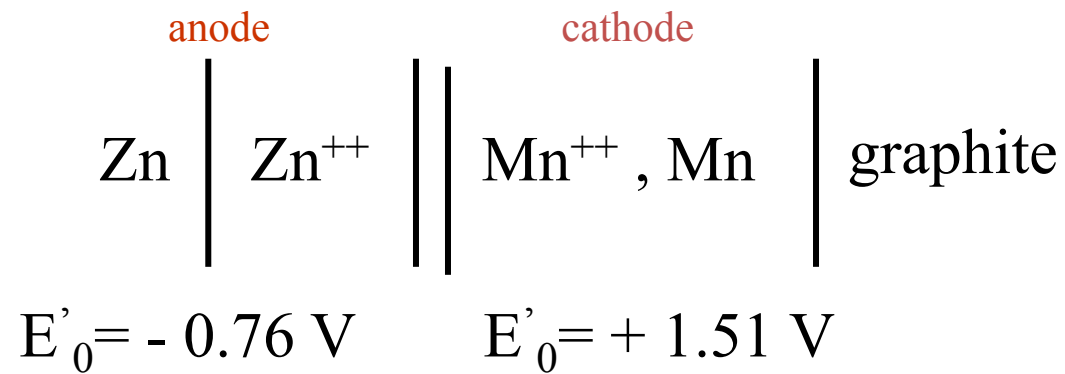 anode cathode
Zn | Zn⁺⁺ || Mn⁺⁺ , Mn | graphite
E’₀= - 0.76 V E’₀= + 1.51 V